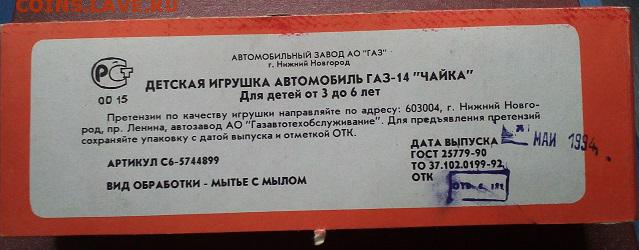 COINS.LAVE.RU
АВТОМОБИЛЬНЫЙ ЗАВОД АО "ГАЗ"
г. Нижний Новгород
РСТ
ОО 15
ДЕТСКАЯ ИГРУШКА АВТОМОБИЛЬ ГАЗ-14 "ЧАЙКА"
Для детей от 3 до 6 лет
Претензии по качеству игрушки направляйте по адресу: 603004, г. Нижний Новго-
род, пр. Ленина, автозавод АО "Газавтотехобслуживание". Для предъявления претензий
сохраняйте упаковку с датой выпуска и отметкой ОТК.
АРТИКУЛ С6-5744899
ВИД ОБРАБОТКИ - МЫТЬЕ С МЫЛОМ
ДАТА ВЫПУСКА МАЙ 1994
ГОСТ 25779-90
ТО 37.102.0199-92
ОТК